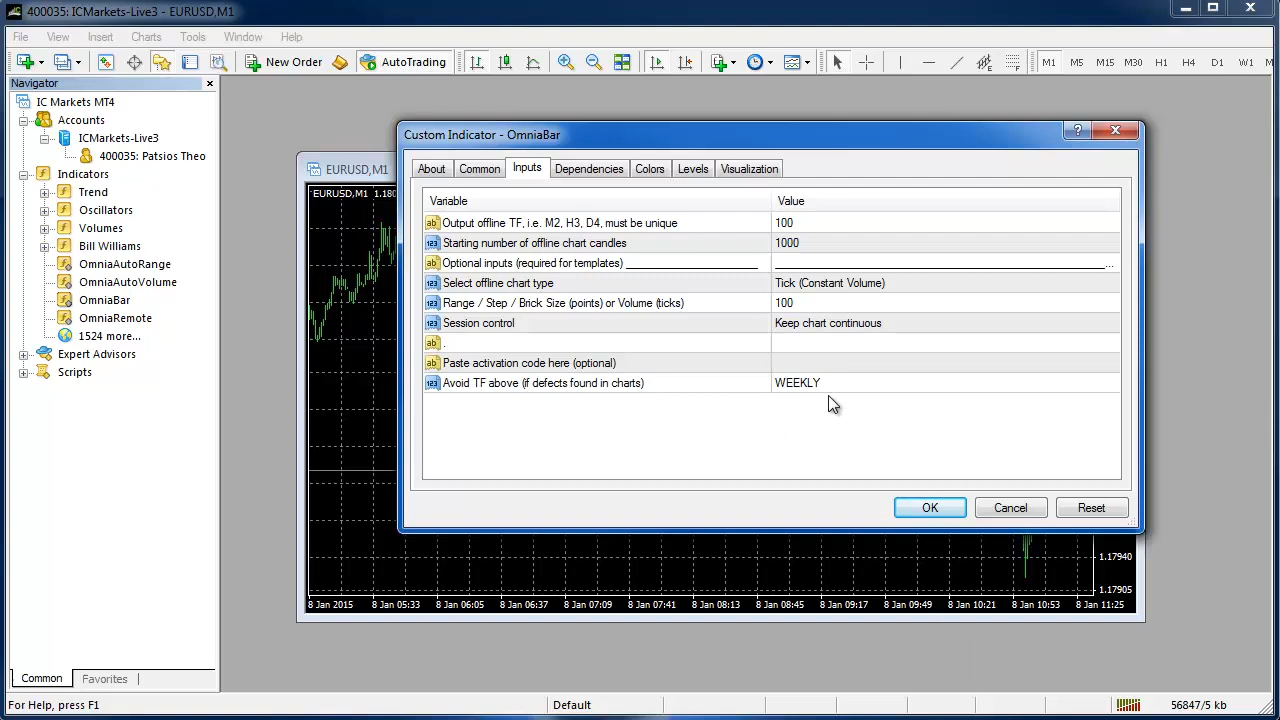 400035: ICMarkets-Live3 - EURUSD,M1
File View Insert Charts Tools Window Help
New Order AutoTrading M1 M5 M15 M30 H1 H4 D1 W1
Navigator
IC Markets MT4
Accounts
ICMarkets-Live3
400035: Patsios Theo
Indicators
Trend
Oscillators
Volumes
Bill Williams
OmniaAutoRange
OmniaAutoVolume
OmniaBar
OmniaRemote
1524 more...
Expert Advisors
Scripts
Common Favorites
EURUSD,M1
EURUSD,M1 1.180
Custom Indicator - OmniaBar
About Common Inputs Dependencies Colors Levels Visualization
Variable Value
Output offline TF, i.e. M2, H3, D4, must be unique 100
Starting number of offline chart candles 1000
Optional inputs (required for templates) ____________________ ...
Select offline chart type Tick (Constant Volume)
Range / Step / Brick Size (points) or Volume (ticks) 100
Session control Keep chart continuous
.
Paste activation code here (optional)
Avoid TF above (if defects found in charts) WEEKLY
OK Cancel Reset
1.17940
1.17905
8 Jan 2015 8 Jan 05:33 8 Jan 06:05 8 Jan 06:37 8 Jan 07:09 8 Jan 07:41 8 Jan 08:13 8 Jan 08:45 8 Jan 09:17 8 Jan 09:49 8 Jan 10:21 8 Jan 10:53 8 Jan 11:25
For Help, press F1 Default 56847/5 kb